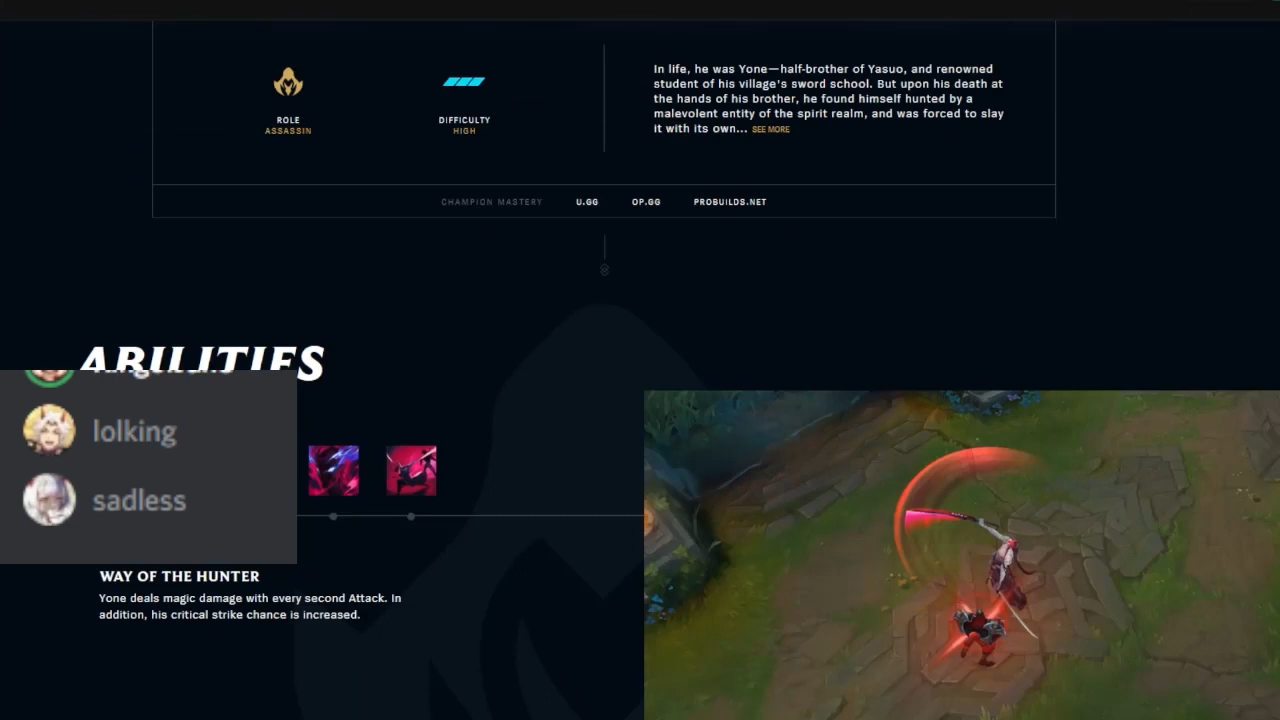 ROLE
ASSASSIN
DIFFICULTY
HIGH
In life, he was Yone—half-brother of Yasuo, and renowned
student of his village's sword school. But upon his death at
the hands of his brother, he found himself hunted by a
malevolent entity of the spirit realm, and was forced to slay
it with its own... SEE MORE
CHAMPION MASTERY
U.GG
OP.GG
PROBUILDS.NET
ABILITIES
lolking
sadless
WAY OF THE HUNTER
Yone deals magic damage with every second Attack. In
addition, his critical strike chance is increased.